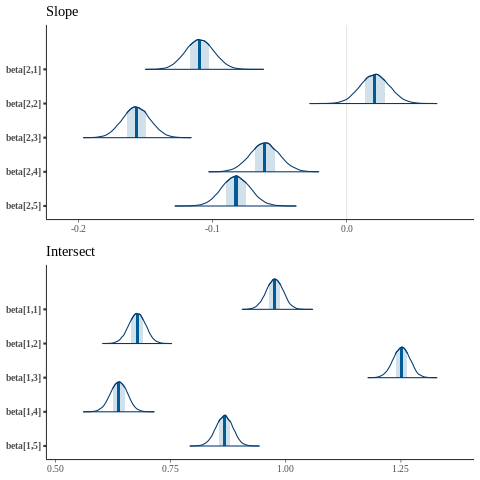 Slope
beta[2,1]
beta[2,2]
beta[2,3]
beta[2,4]
beta[2,5]
-0.2 -0.1 0.0
Intersect
beta[1,1]
beta[1,2]
beta[1,3]
beta[1,4]
beta[1,5]
0.50 0.75 1.00 1.25